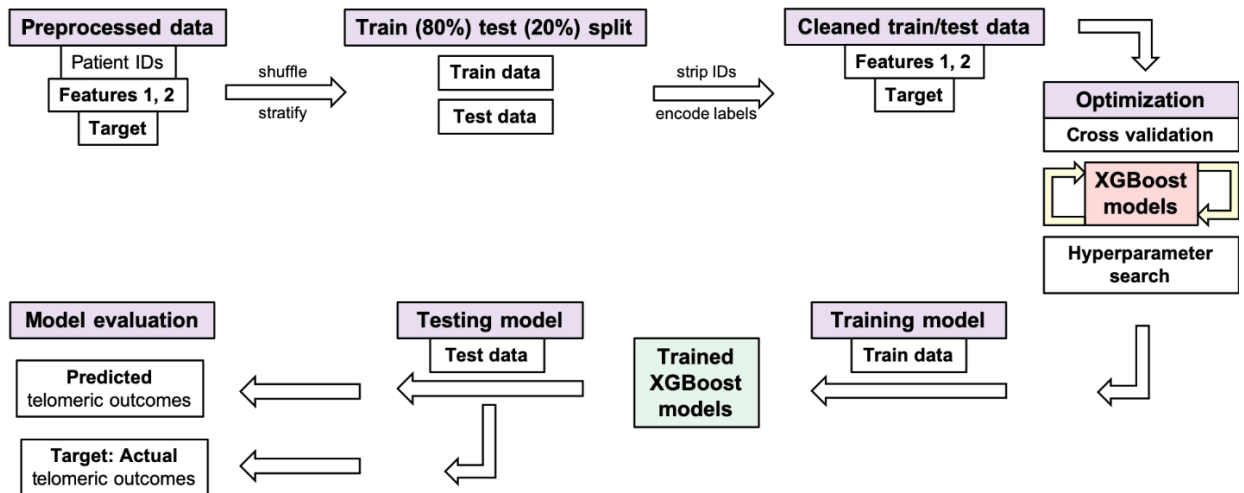 Preprocessed data
Patient IDs
Features 1, 2
Target
shuffle
stratify
Train (80%) test (20%) split
Train data
Test data
strip IDs
encode labels
Cleaned train/test data
Features 1, 2
Target
Optimization
Cross validation
XGBoost
models
Hyperparameter
search
Training model
Train data
Trained
XGBoost
models
Testing model
Test data
Model evaluation
Predicted
telomeric outcomes
Target: Actual
telomeric outcomes